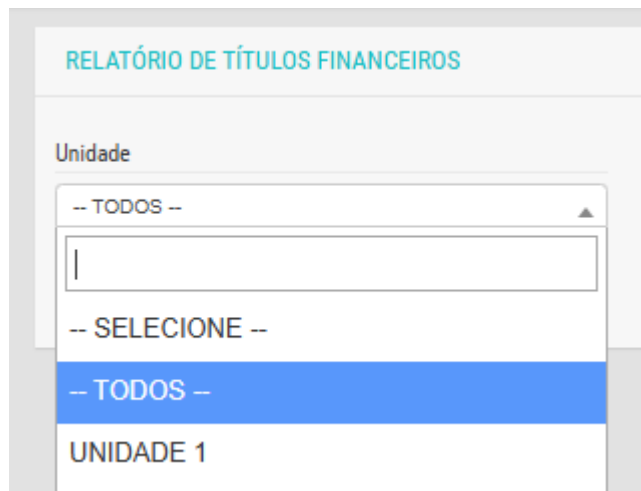 RELATÓRIO DE TÍTULOS FINANCEIROS
Unidade
-- TODOS --
-- SELECIONE --
-- TODOS --
UNIDADE 1